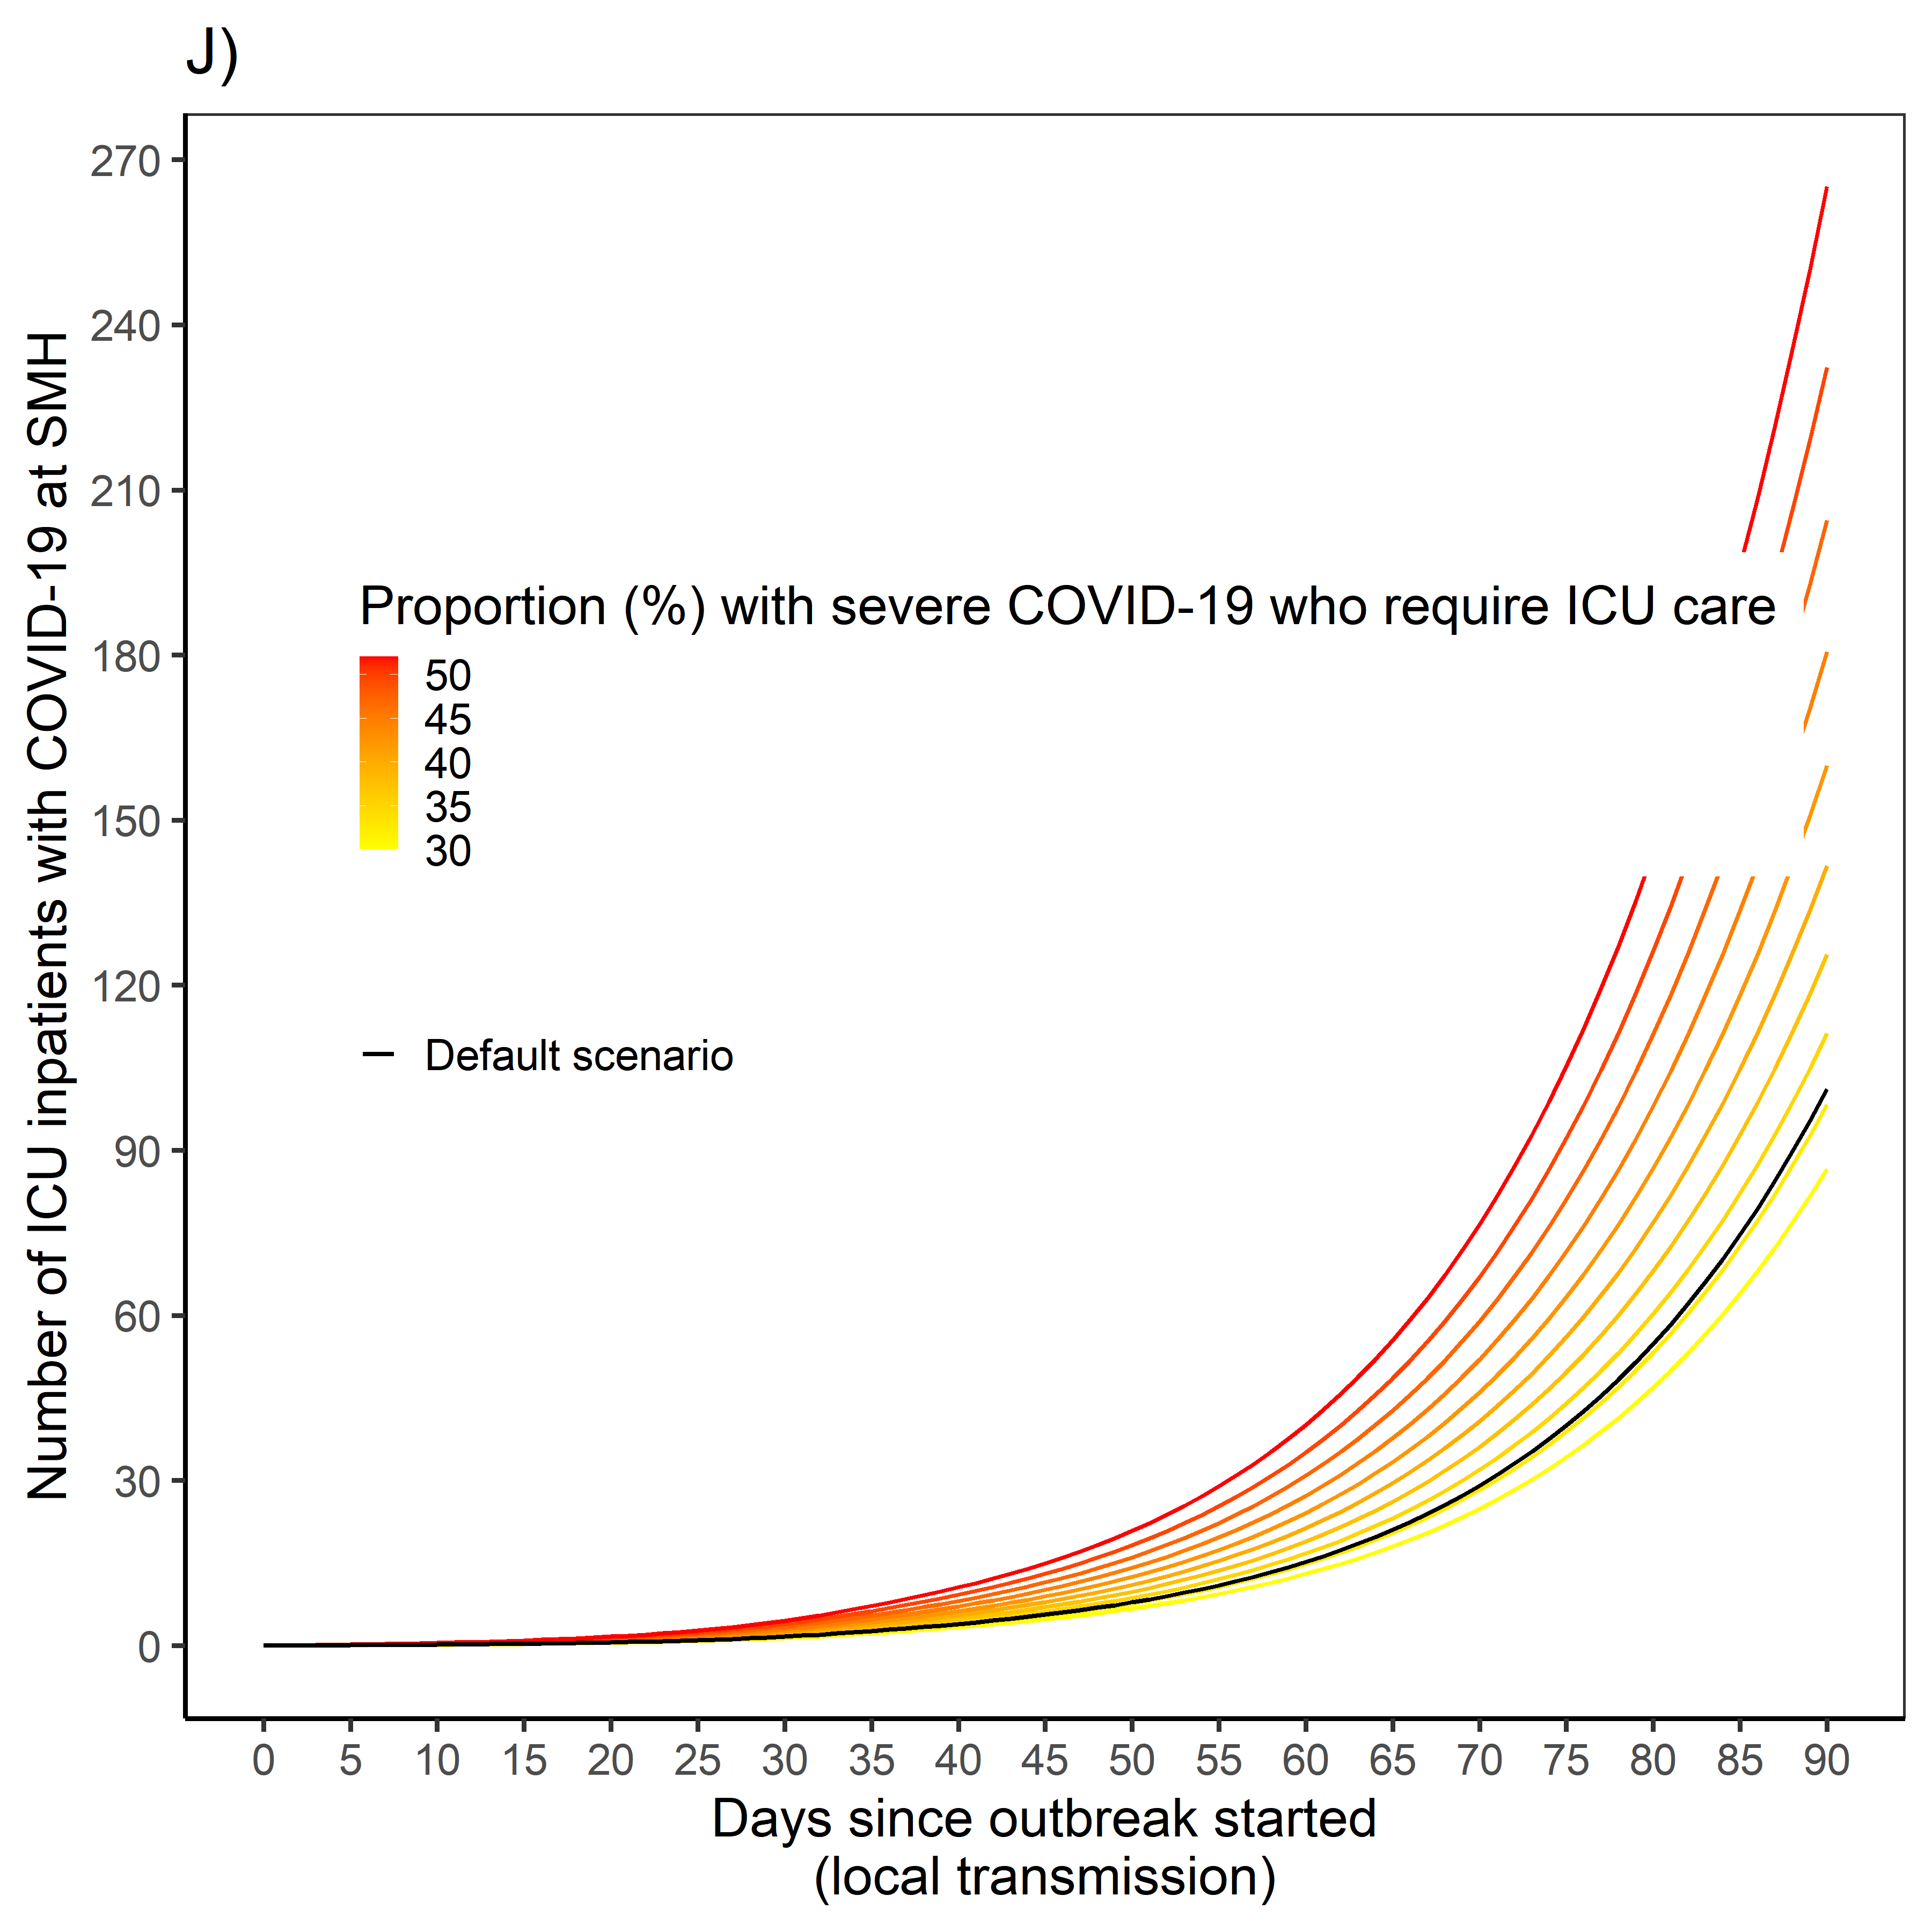 J)
Number of ICU inpatients with COVID-19 at SMH
270
240
210
180
150
120
90
60
30
0
Proportion (%) with severe COVID-19 who require ICU care
50
45
40
35
30
Default scenario
0 5 10 15 20 25 30 35 40 45 50 55 60 65 70 75 80 85 90
Days since outbreak started
(local transmission)